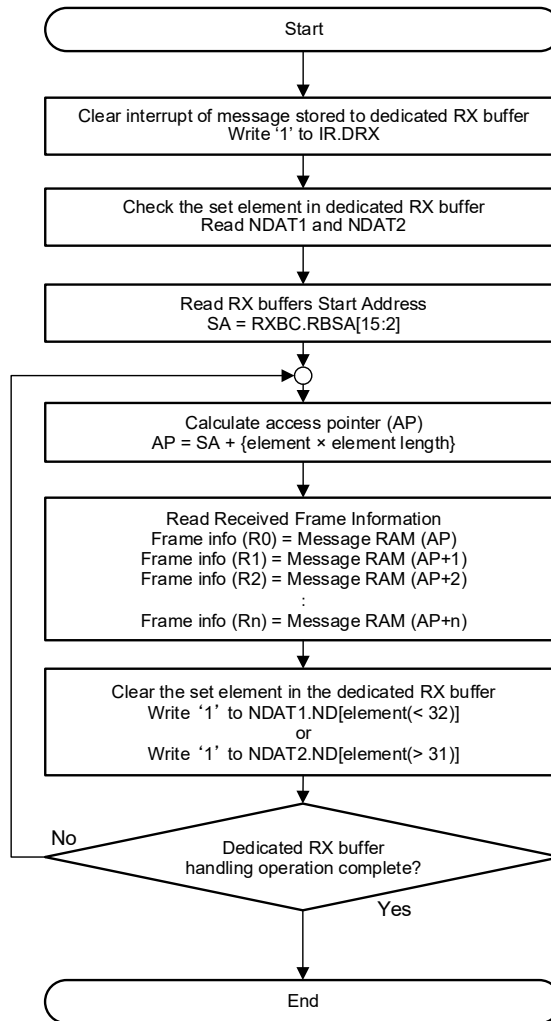 Start
Clear interrupt of message stored to dedicated RX buffer
Write ‘1’ to IR.DRX
Check the set element in dedicated RX buffer
Read NDAT1 and NDAT2
Read RX buffers Start Address
SA = RXBC.RBSA[15:2]
Calculate access pointer (AP)
AP = SA + {element × element length}
Read Received Frame Information
Frame info (R0) = Message RAM (AP)
Frame info (R1) = Message RAM (AP+1)
Frame info (R2) = Message RAM (AP+2)
:
Frame info (Rn) = Message RAM (AP+n)
Clear the set element in the dedicated RX buffer
Write ‘1’ to NDAT1.ND[element(< 32)]
or
Write ‘1’ to NDAT2.ND[element(> 31)]
No
Dedicated RX buffer
handling operation complete?
Yes
End